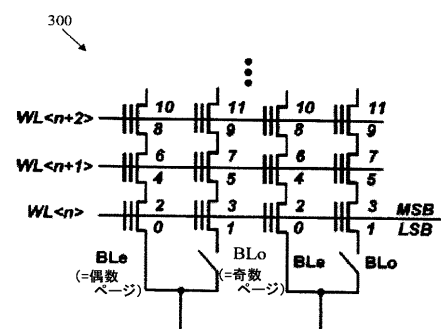 300
10 11 10 11
WL<n+2>
8 9 8 9
6 7 6 7
WL<n+1>
4 5 4 5
2 3 2 3 MSB
WL<n>
0 1 0 1 LSB
BLe BLo BLe BLo
(=偶数 (=奇数
ページ) ページ)